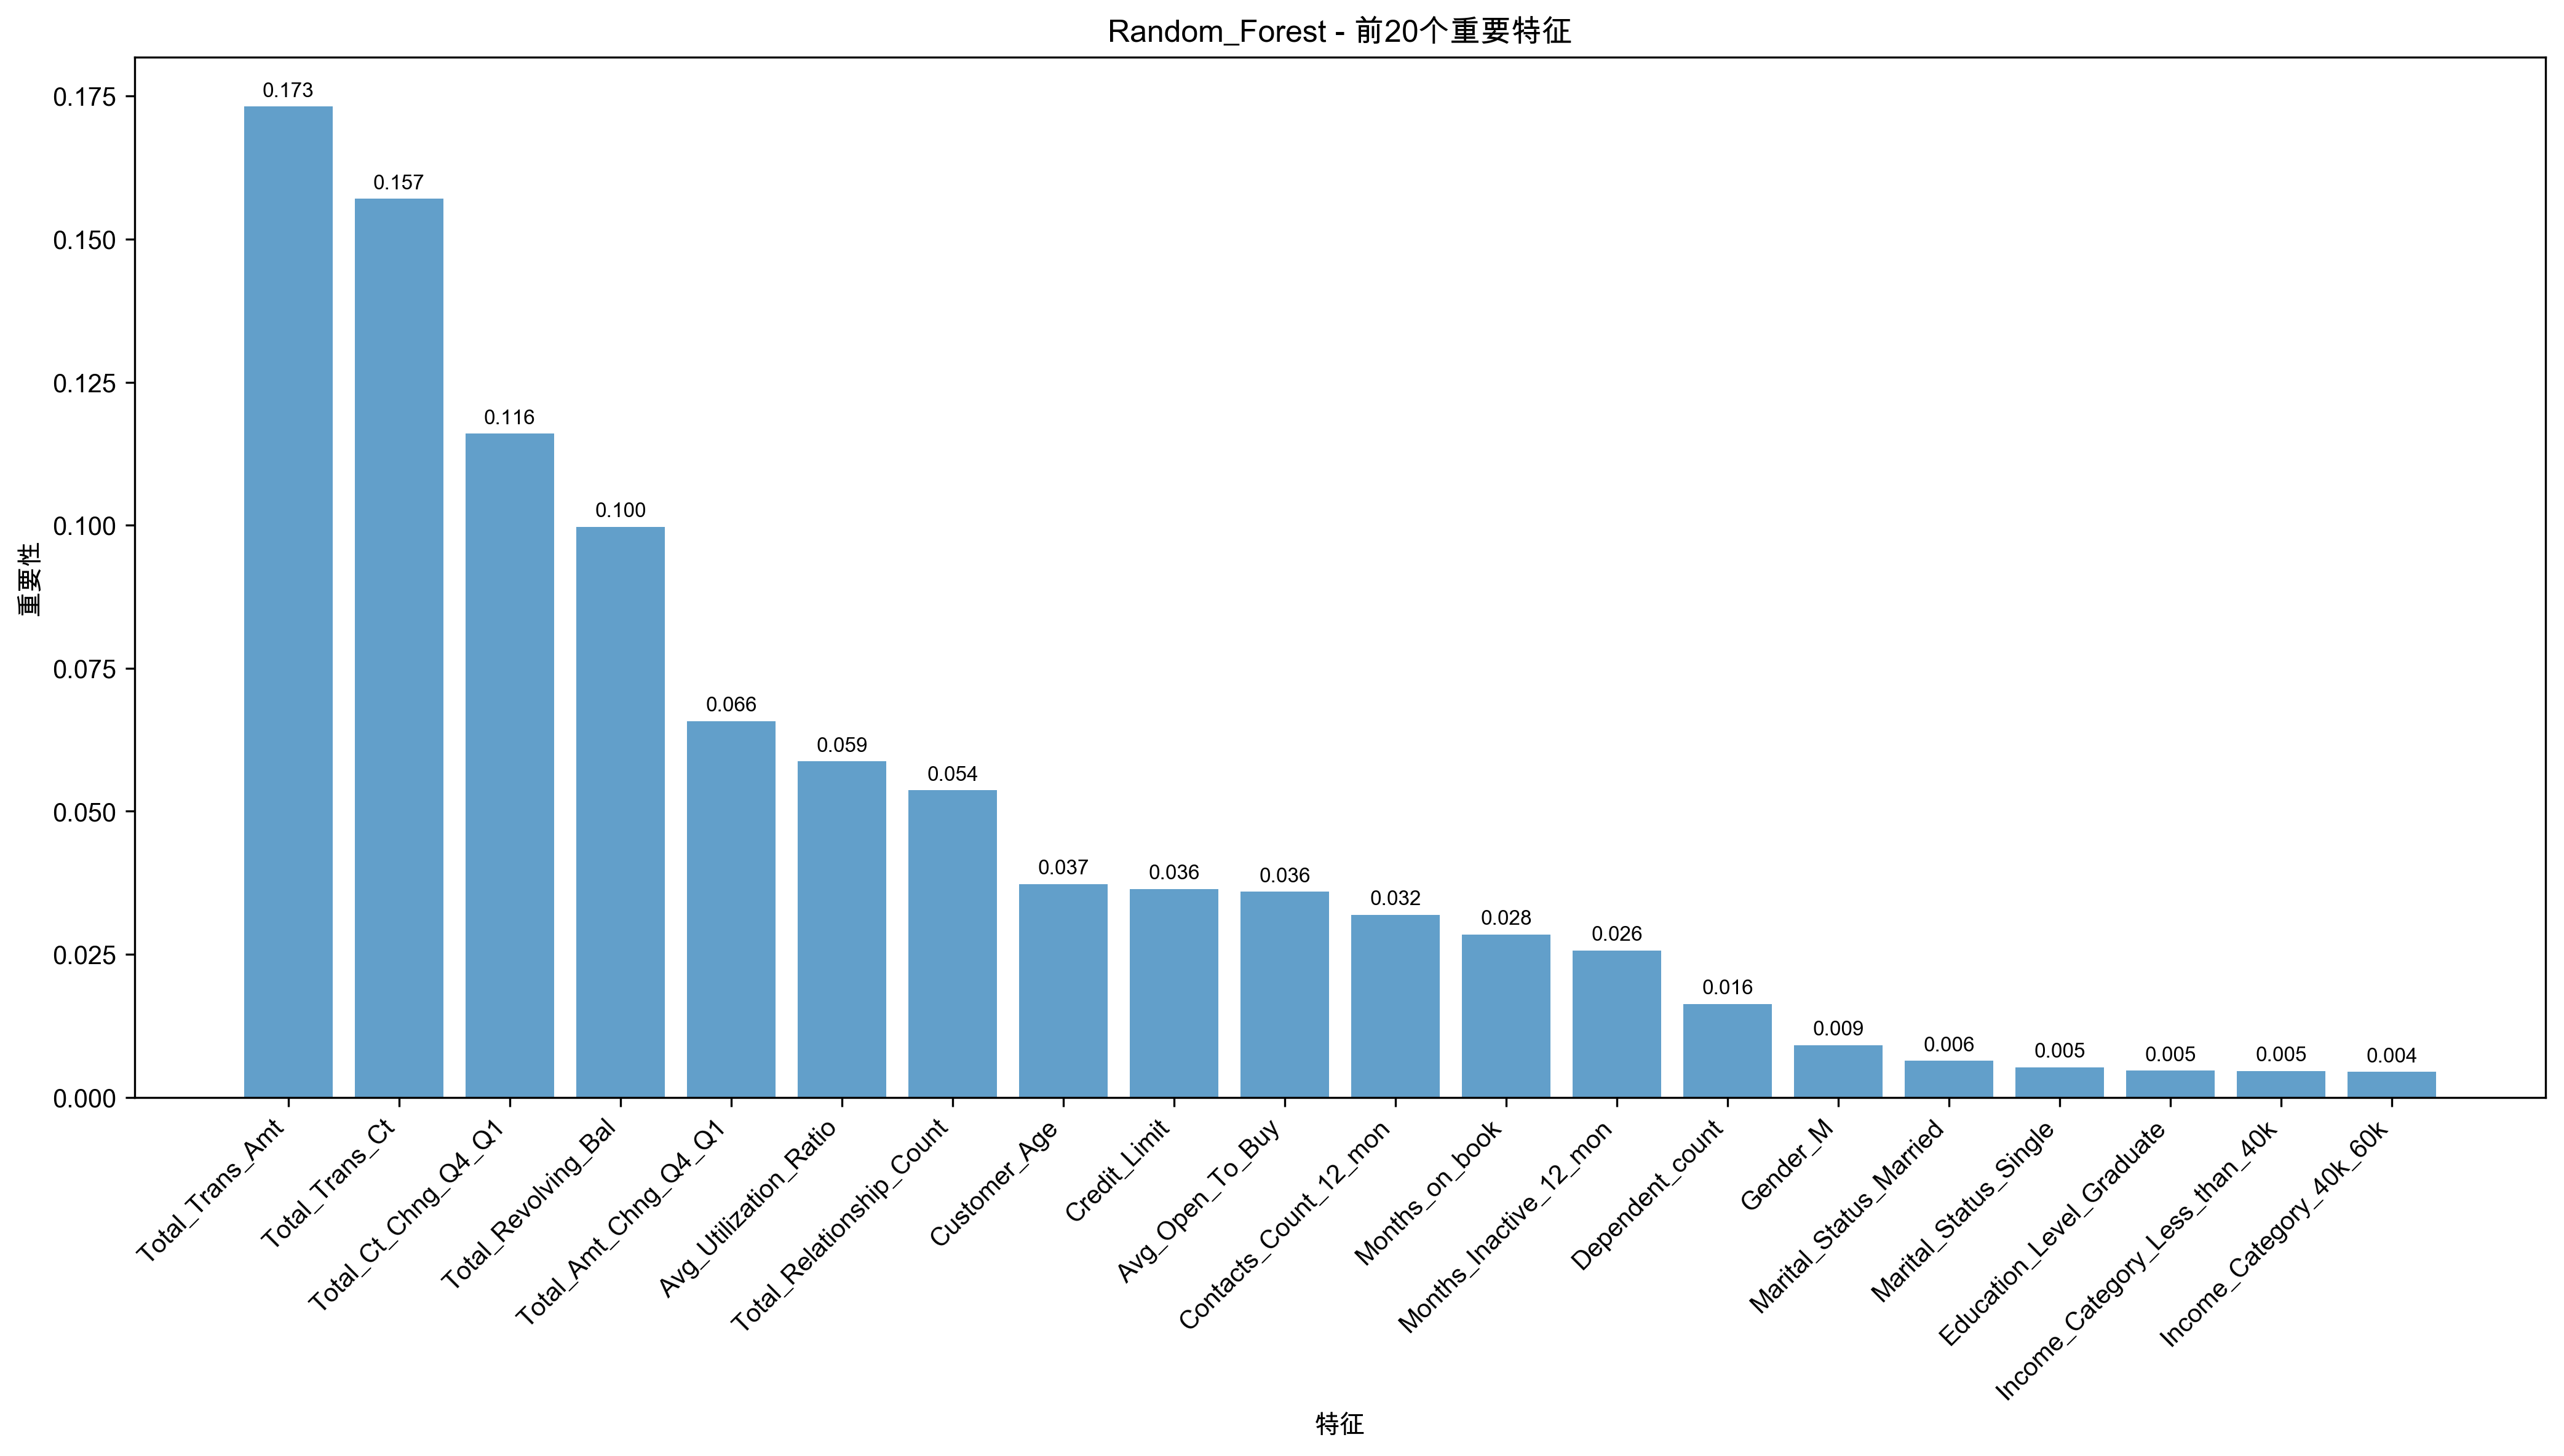 Random_Forest - 前20个重要特征
重要性
0.175
0.150
0.125
0.100
0.075
0.050
0.025
0.000
0.173
0.157
0.116
0.100
0.066
0.059
0.054
0.037
0.036
0.036
0.032
0.028
0.026
0.016
0.009
0.006
0.005
0.005
0.005
0.004
Total_Trans_Amt
Total_Trans_Ct
Total_Ct_Chng_Q4_Q1
Total_Revolving_Bal
Total_Amt_Chng_Q4_Q1
Avg_Utilization_Ratio
Total_Relationship_Count
Customer_Age
Credit_Limit
Avg_Open_To_Buy
Contacts_Count_12_mon
Months_on_book
Months_Inactive_12_mon
Dependent_count
Gender_M
Marital_Status_Married
Marital_Status_Single
Education_Level_Graduate
Income_Category_Less_than_40k
Income_Category_40k_60k
特征